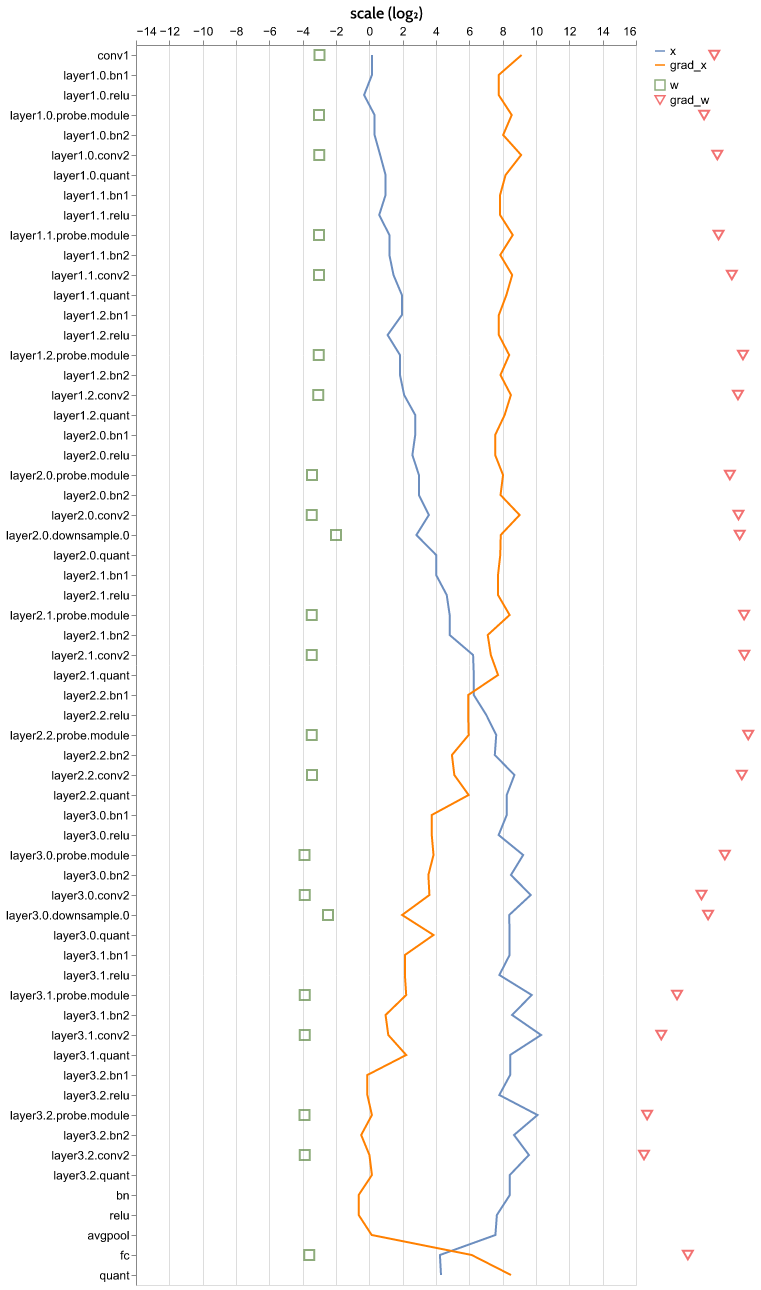 scale (log₂)
−14 −12 −10 −8 −6 −4 −2 0 2 4 6 8 10 12 14 16
x
grad_x
w
grad_w
conv1
layer1.0.bn1
layer1.0.relu
layer1.0.probe.module
layer1.0.bn2
layer1.0.conv2
layer1.0.quant
layer1.1.bn1
layer1.1.relu
layer1.1.probe.module
layer1.1.bn2
layer1.1.conv2
layer1.1.quant
layer1.2.bn1
layer1.2.relu
layer1.2.probe.module
layer1.2.bn2
layer1.2.conv2
layer1.2.quant
layer2.0.bn1
layer2.0.relu
layer2.0.probe.module
layer2.0.bn2
layer2.0.conv2
layer2.0.downsample.0
layer2.0.quant
layer2.1.bn1
layer2.1.relu
layer2.1.probe.module
layer2.1.bn2
layer2.1.conv2
layer2.1.quant
layer2.2.bn1
layer2.2.relu
layer2.2.probe.module
layer2.2.bn2
layer2.2.conv2
layer2.2.quant
layer3.0.bn1
layer3.0.relu
layer3.0.probe.module
layer3.0.bn2
layer3.0.conv2
layer3.0.downsample.0
layer3.0.quant
layer3.1.bn1
layer3.1.relu
layer3.1.probe.module
layer3.1.bn2
layer3.1.conv2
layer3.1.quant
layer3.2.bn1
layer3.2.relu
layer3.2.probe.module
layer3.2.bn2
layer3.2.conv2
layer3.2.quant
bn
relu
avgpool
fc
quant